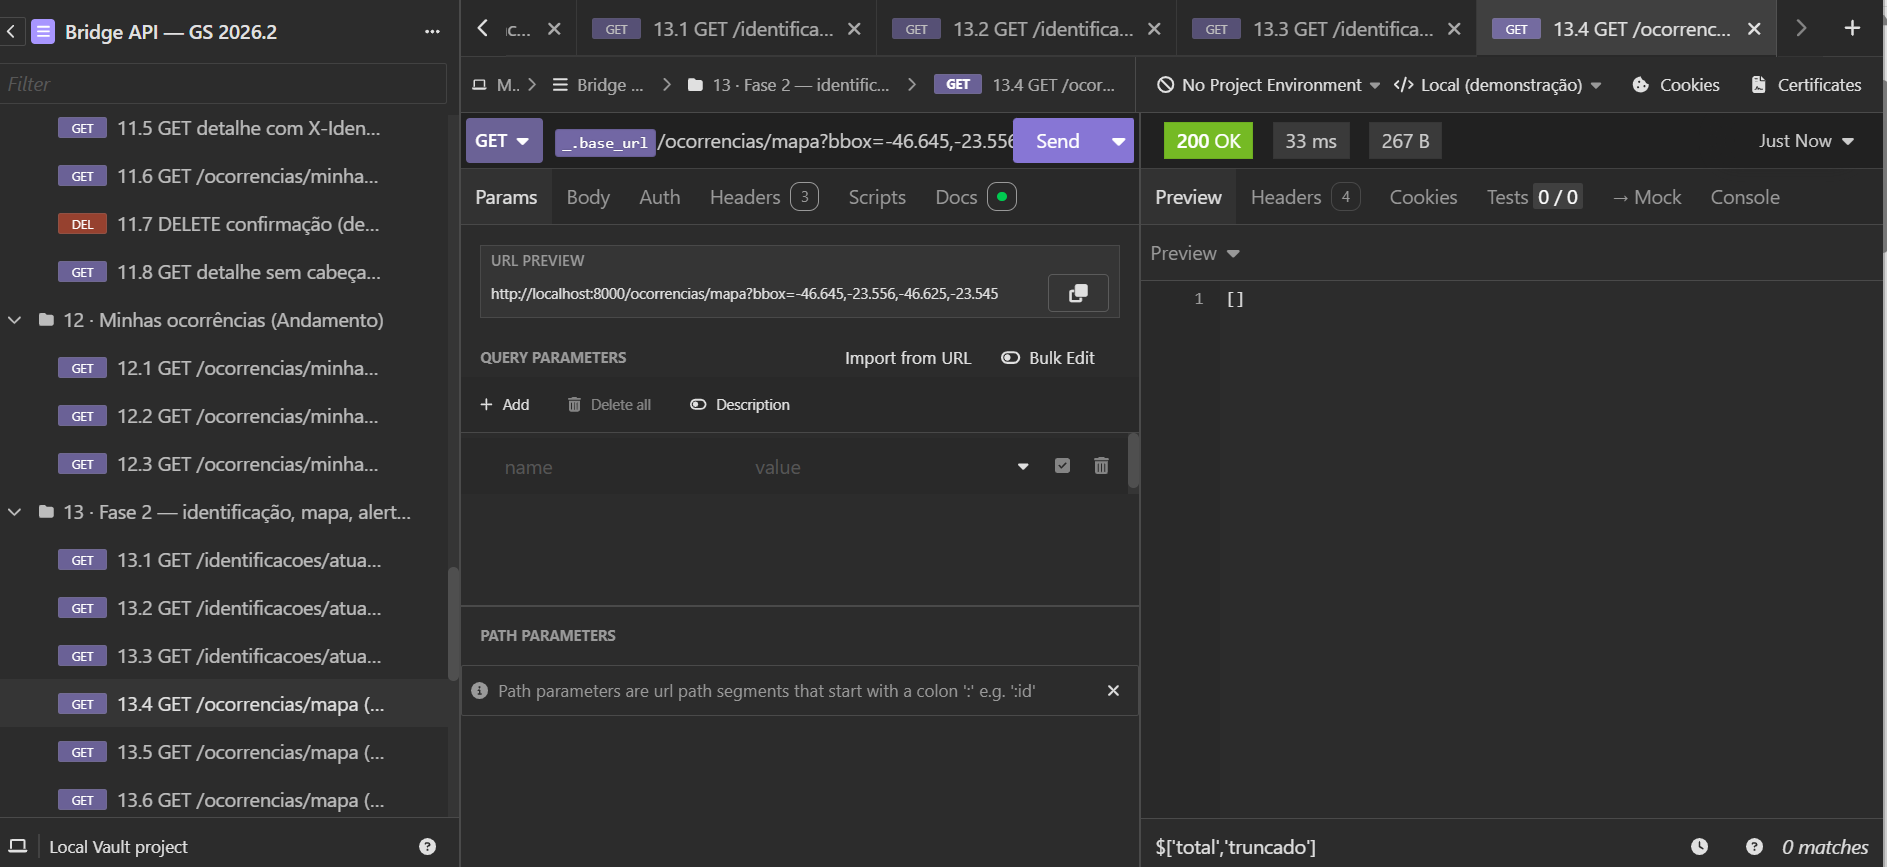 Bridge API — GS 2026.2
Filter
GET 11.5 GET detalhe com X-Iden...
GET 11.6 GET /ocorrencias/minha...
DEL 11.7 DELETE confirmação (de...
GET 11.8 GET detalhe sem cabeça...
12 · Minhas ocorrências (Andamento)
GET 12.1 GET /ocorrencias/minha...
GET 12.2 GET /ocorrencias/minha...
GET 12.3 GET /ocorrencias/minha...
13 · Fase 2 — identificação, mapa, alert...
GET 13.1 GET /identificacoes/atua...
GET 13.2 GET /identificacoes/atua...
GET 13.3 GET /identificacoes/atua...
GET 13.4 GET /ocorrencias/mapa (...
GET 13.5 GET /ocorrencias/mapa (...
GET 13.6 GET /ocorrencias/mapa (...
Local Vault project
c... GET 13.1 GET /identifica... GET 13.2 GET /identifica... GET 13.3 GET /identifica... GET 13.4 GET /ocorrenc...
M.. Bridge ... 13 · Fase 2 — identific... GET 13.4 GET /ocor...
No Project Environment Local (demonstração) Cookies Certificates
GET _.base_url /ocorrencias/mapa?bbox=-46.645,-23.556 Send
Params Body Auth Headers 3 Scripts Docs
URL PREVIEW
http://localhost:8000/ocorrencias/mapa?bbox=-46.645,-23.556,-46.625,-23.545
QUERY PARAMETERS Import from URL Bulk Edit
Add Delete all Description
name value
PATH PARAMETERS
Path parameters are url path segments that start with a colon ':' e.g. ':id'
200 OK 33 ms 267 B Just Now
Preview Headers 4 Cookies Tests 0 / 0 → Mock Console
Preview
1 []
$['total','truncado'] 0 matches